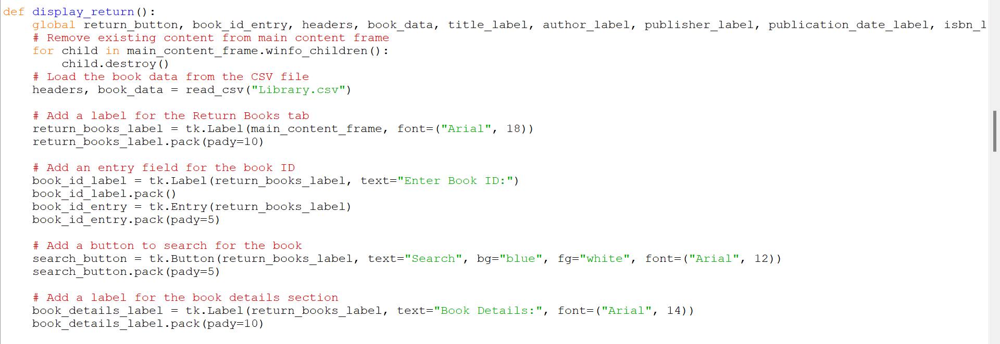 def display_return():
    global return_button, book_id_entry, headers, book_data, title_label, author_label, publisher_label, publication_date_label, isbn_l
    # Remove existing content from main content frame
    for child in main_content_frame.winfo_children():
        child.destroy()
    # Load the book data from the CSV file
    headers, book_data = read_csv("Library.csv")

    # Add a label for the Return Books tab
    return_books_label = tk.Label(main_content_frame, font=("Arial", 18))
    return_books_label.pack(pady=10)

    # Add an entry field for the book ID
    book_id_label = tk.Label(return_books_label, text="Enter Book ID:")
    book_id_label.pack()
    book_id_entry = tk.Entry(return_books_label)
    book_id_entry.pack(pady=5)

    # Add a button to search for the book
    search_button = tk.Button(return_books_label, text="Search", bg="blue", fg="white", font=("Arial", 12))
    search_button.pack(pady=5)

    # Add a label for the book details section
    book_details_label = tk.Label(return_books_label, text="Book Details:", font=("Arial", 14))
    book_details_label.pack(pady=10)